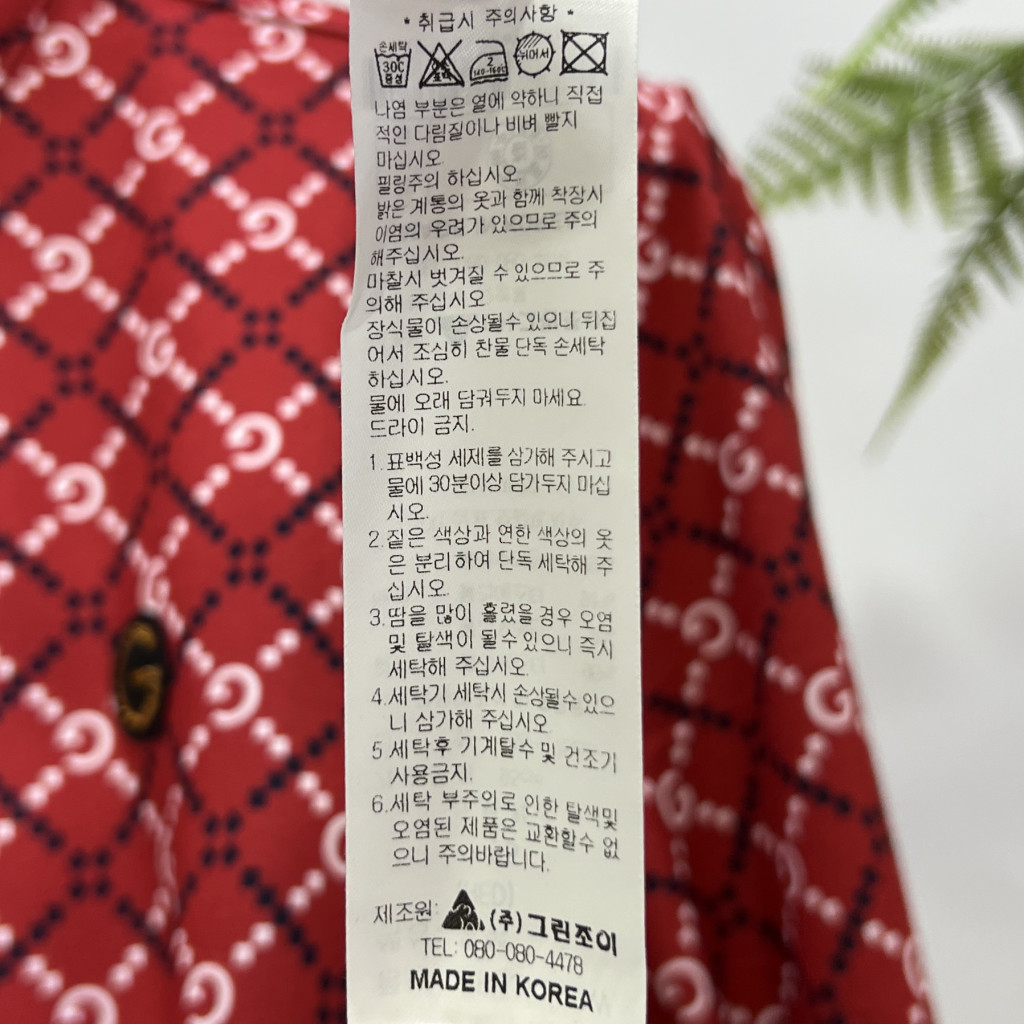 * 취급시 주의사항 *
손세탁
30C
중성
2
140-160℃
뉘어서
나염 부분은 열에 약하니 직접
적인 다림질이나 비벼 빨지
마십시오.
필링주의 하십시오.
밝은 계통의 옷과 함께 착장시
이염의 우려가 있으므로 주의
해주십시오.
마찰시 벗겨질 수 있으므로 주
의해 주십시오
장식물이 손상될수 있으니 뒤집
어서 조심히 찬물 단독 손세탁
하십시오.
물에 오래 담궈두지 마세요.
드라이 금지.
1.표백성 세제를 삼가해 주시고
물에 30분이상 담가두지 마십
시오.
2.짙은 색상과 연한 색상의 옷
은 분리하여 단독 세탁해 주
십시오.
3.땀을 많이 흘렸을 경우 오염
및 탈색이 될수 있으니 즉시
세탁해 주십시오.
4.세탁기 세탁시 손상될수 있으
니 삼가해 주십시오
5 세탁후 기계탈수 및 건조기
사용금지.
6.세탁 부주의로 인한 탈색및
오염된 제품은 교환할수 없
으니 주의바랍니다.
제조원: (주)그린조이
TEL: 080-080-4478
MADE IN KOREA